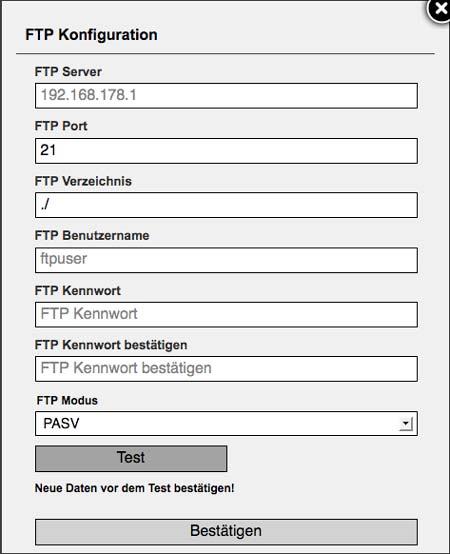 FTP Konfiguration
FTP Server
192.168.178.1
FTP Port
21
FTP Verzeichnis
./
FTP Benutzername
ftpuser
FTP Kennwort
FTP Kennwort
FTP Kennwort bestätigen
FTP Kennwort bestätigen
FTP Modus
PASV
Test
Neue Daten vor dem Test bestätigen!
Bestätigen